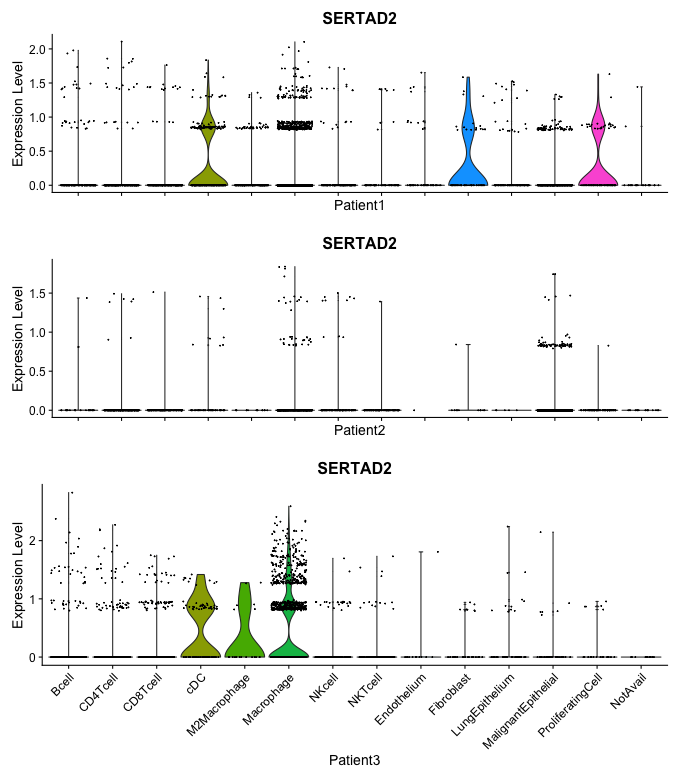 SERTAD2
Expression Level
2.0
1.5
1.0
0.5
0.0
Patient1
SERTAD2
Expression Level
1.5
1.0
0.5
0.0
Patient2
SERTAD2
Expression Level
2
1
0
Bcell
CD4Tcell
CD8Tcell
cDC
M2Macrophage
Macrophage
NKcell
NKTcell
Endothelium
Fibroblast
LungEpithelium
MalignantEpithelial
ProliferatingCell
NotAvail
Patient3